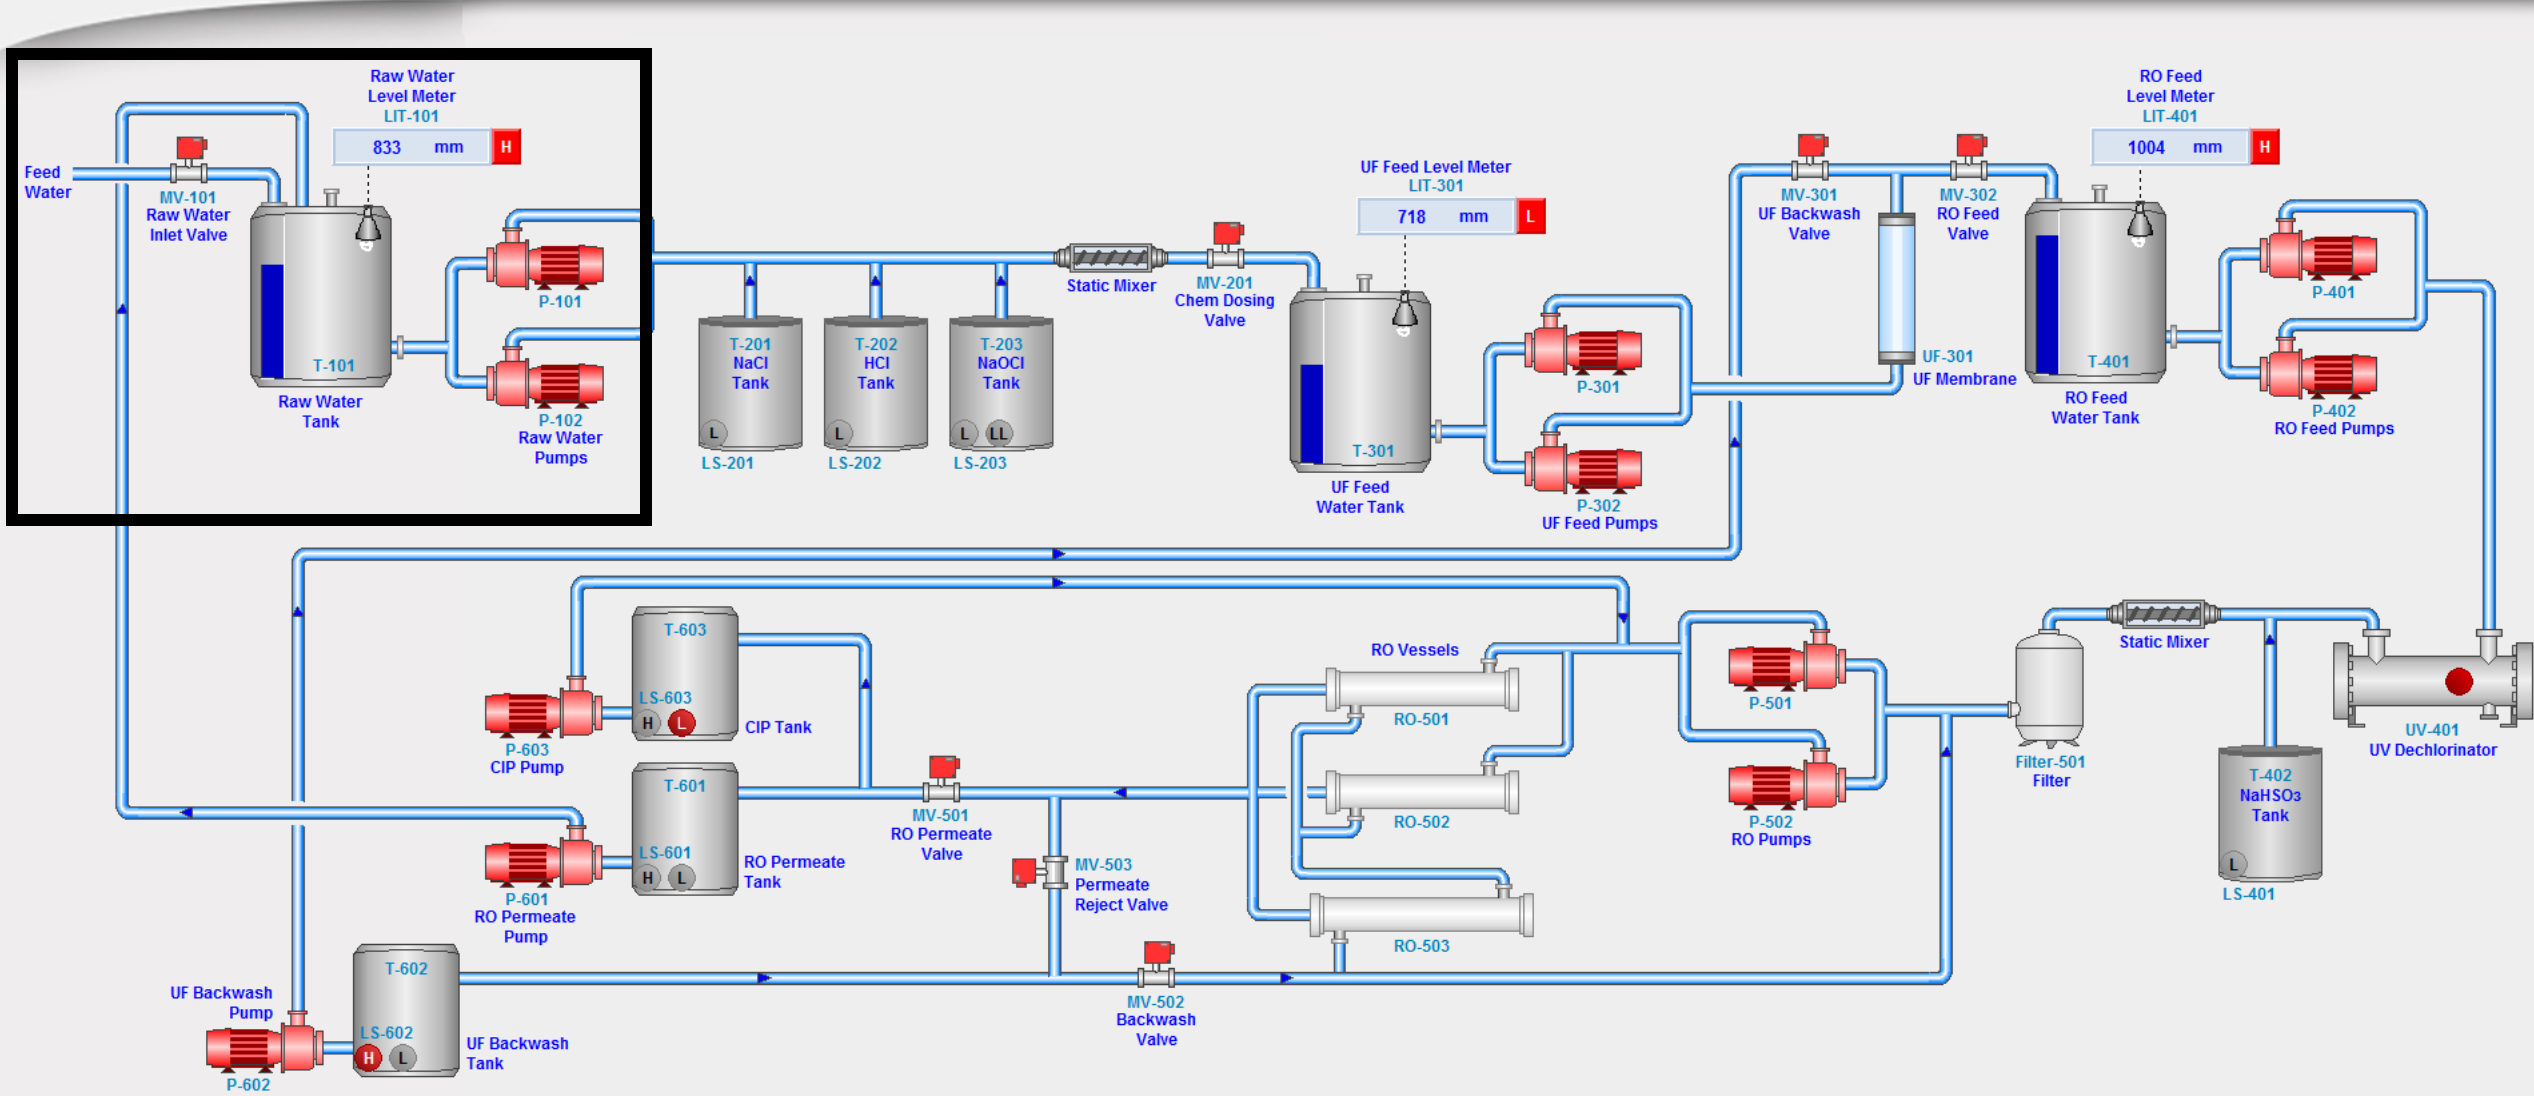 Raw Water
Level Meter
LIT-101
833 mm H
Feed
Water
MV-101
Raw Water
Inlet Valve
T-101
Raw Water
Tank
P-101
P-102
Raw Water
Pumps
T-201
NaCl
Tank
L
LS-201
T-202
HCl
Tank
L
LS-202
T-203
NaOCl
Tank
L LL
LS-203
Static Mixer
MV-201
Chem Dosing
Valve
UF Feed Level Meter
LIT-301
718 mm L
T-301
UF Feed
Water Tank
P-301
P-302
UF Feed Pumps
MV-301
UF Backwash
Valve
MV-302
RO Feed
Valve
UF-301
UF Membrane
RO Feed
Level Meter
LIT-401
1004 mm H
T-401
RO Feed
Water Tank
P-401
P-402
RO Feed Pumps
T-603
LS-603
H L
CIP Tank
P-603
CIP Pump
T-601
LS-601
H L
RO Permeate
Tank
P-601
RO Permeate
Pump
MV-501
RO Permeate
Valve
MV-503
Permeate
Reject Valve
RO Vessels
RO-501
RO-502
RO-503
P-501
P-502
RO Pumps
Filter-501
Filter
Static Mixer
UV-401
UV Dechlorinator
T-402
NaHSO3
Tank
L
LS-401
UF Backwash
Pump
P-602
T-602
LS-602
H L
UF Backwash
Tank
MV-502
Backwash
Valve